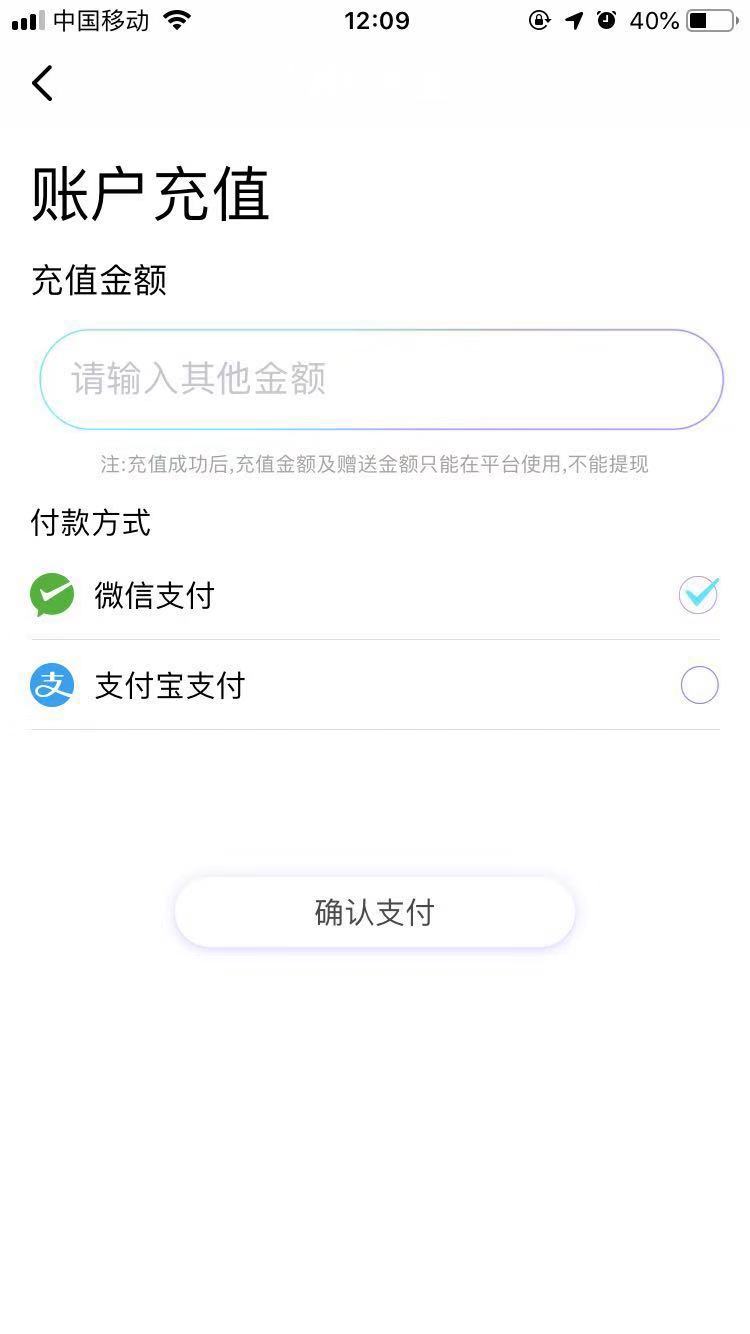 中国移动 12:09 40%
账户充值
充值金额
请输入其他金额
注:充值成功后,充值金额及赠送金额只能在平台使用,不能提现
付款方式
微信支付
支 支付宝支付
确认支付